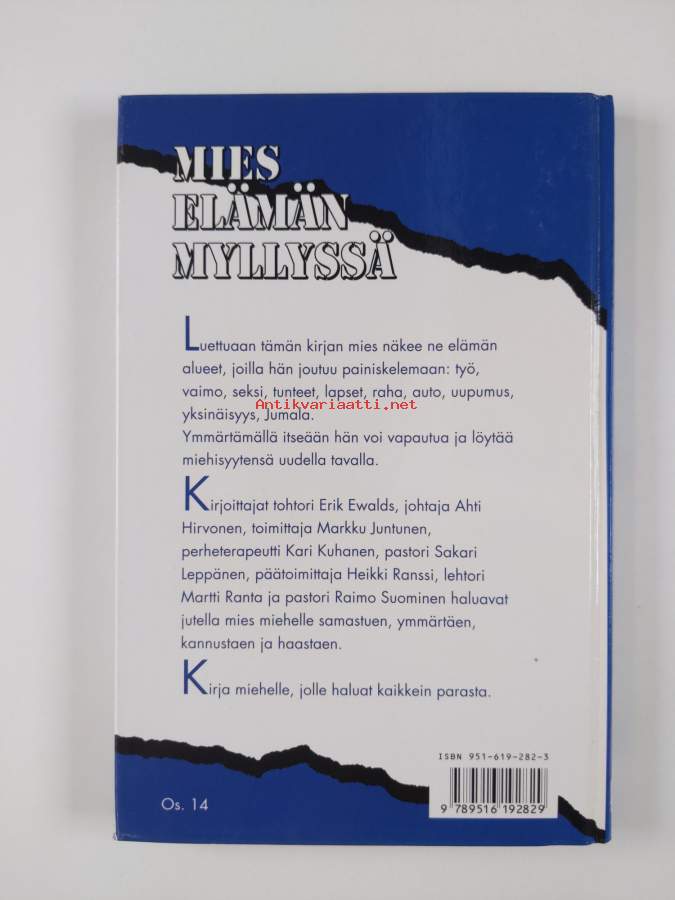 MIES
ELÄMÄN
MYLLYSSÄ
Luettuaan tämän kirjan mies näkee ne elämän
alueet, joilla hän joutuu painiskelemaan: työ,
vaimo, seksi, tunteet, lapset, raha, auto, uupumus,
Antikvariaatti.net
yksinäisyys, Jumala.
Ymmärtämällä itseään hän voi vapautua ja löytää
miehisyytensä uudella tavalla.
Kirjoittajat tohtori Erik Ewalds, johtaja Ahti
Hirvonen, toimittaja Markku Juntunen,
perheterapeutti Kari Kuhanen, pastori Sakari
Leppänen, päätoimittaja Heikki Ranssi, lehtori
Martti Ranta ja pastori Raimo Suominen haluavat
jutella mies miehelle samastuen, ymmärtäen,
kannustaen ja haastaen.
Kirja miehelle, jolle haluat kaikkein parasta.
ISBN 951-619-282-3
9 789516 192829
Os. 14